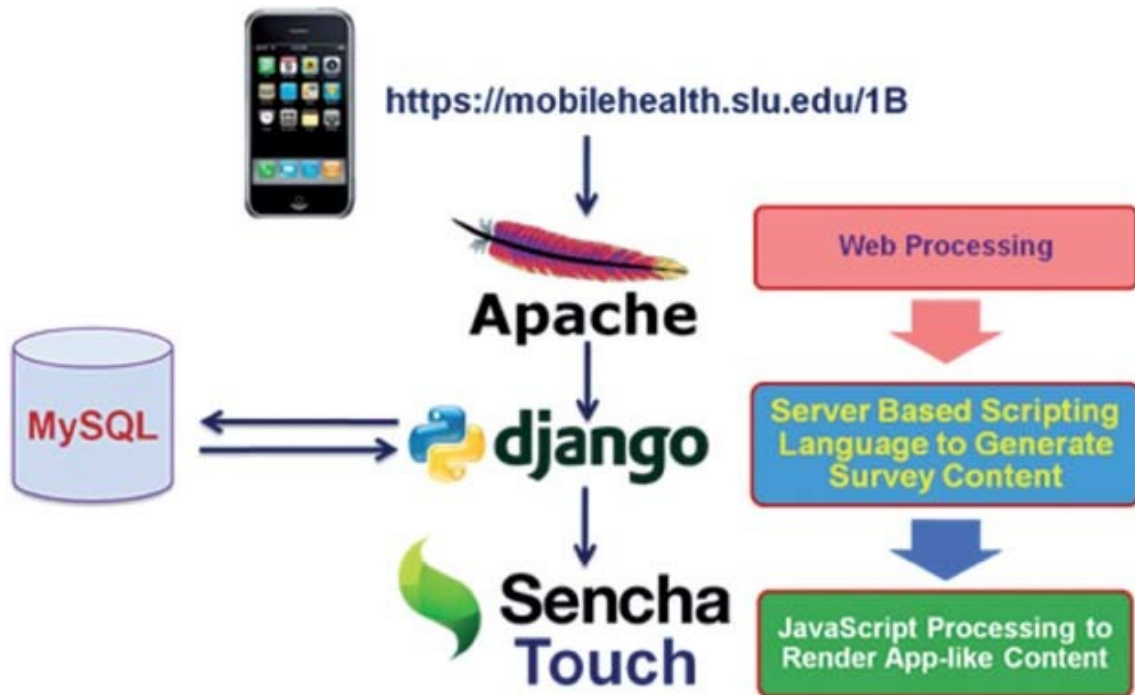 https://mobilehealth.slu.edu/1B
Apache
Web Processing
MySQL
django
Server Based Scripting
Language to Generate
Survey Content
Sencha
Touch
JavaScript Processing to
Render App-like Content